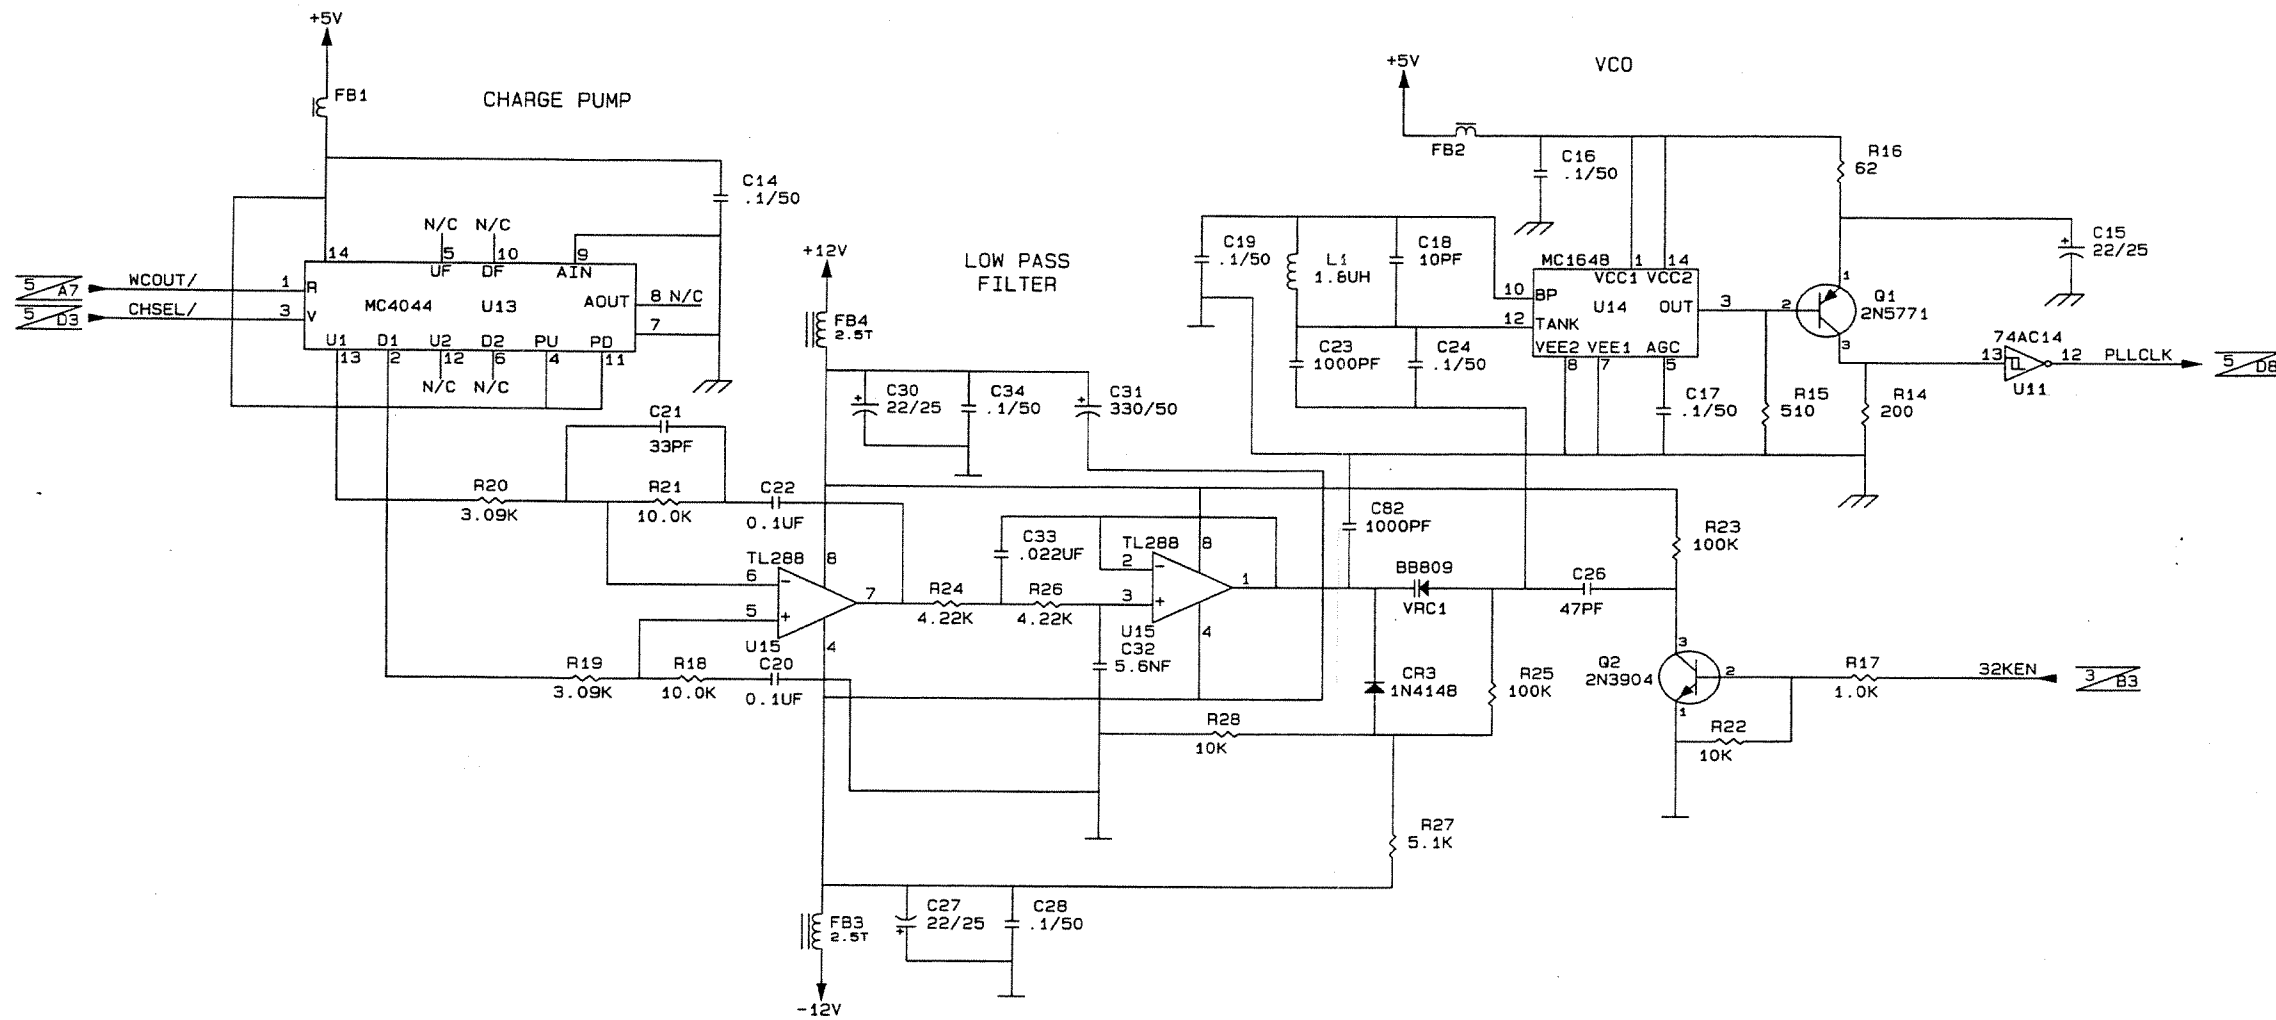 +5V
FB1
CHARGE PUMP
C14
.1/50
N/C N/C
14 5 10 9
UF DF AIN
5 A7 WCOUT/ 1 R
5 D3 CHSEL/ 3 V
MC4044 U13
AOUT 8 N/C
7
U1 D1 U2 D2 PU PD
13 2 12 6 4 11
N/C N/C
C21
33PF
R20
3.09K
R21
10.0K
C22
0.1UF
R19
3.09K
R18
10.0K
C20
0.1UF
+12V
FB4
2.5T
LOW PASS
FILTER
C30
22/25
C34
.1/50
C31
330/50
TL288
8
6 -
5 +
7
U15
4
R24
4.22K
R26
4.22K
C33
.022UF
TL288
8
2 -
3 +
1
U15
4
C32
5.6NF
R28
10K
C82
1000PF
BB809
VRC1
CR3
1N4148
R25
100K
R27
5.1K
FB3
2.5T
C27
22/25
C28
.1/50
-12V
VCO
+5V
FB2
C16
.1/50
R16
62
C15
22/25
C19
.1/50
L1
1.8UH
C18
10PF
MC1648
1 14
VCC1 VCC2
10 BP
U14
OUT 3
12 TANK
VEE2 VEE1 AGC
8 7 5
C23
1000PF
C24
.1/50
C17
.1/50
R15
510
R14
200
1
2
3
Q1
2N5771
74AC14
13 12
U11
PLLCLK 5 D8
C26
47PF
R23
100K
Q2
2N3904
3
2
1
R17
1.0K
32KEN 3 B3
R22
10K